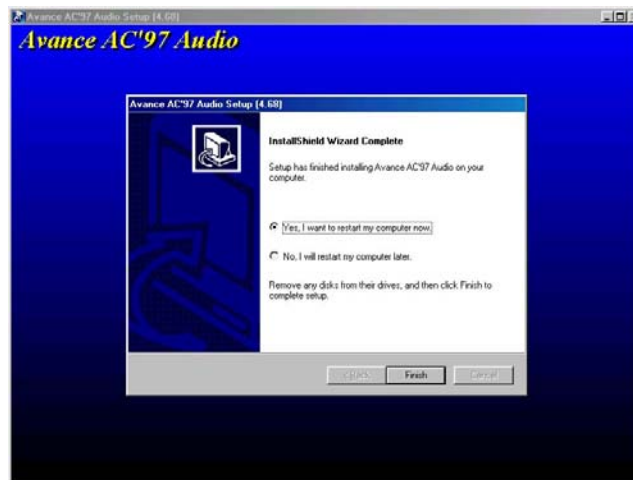 Avance AC'97 Audio Setup [4.68]
Avance AC'97 Audio
Avance AC'97 Audio Setup [4.68]
InstallShield Wizard Complete
Setup has finished installing Avance AC'97 Audio on your
computer.
Yes, I want to restart my computer now.
No, I will restart my computer later.
Remove any disks from their drives, and then click Finish to
complete setup.
< Back
Finish
Cancel